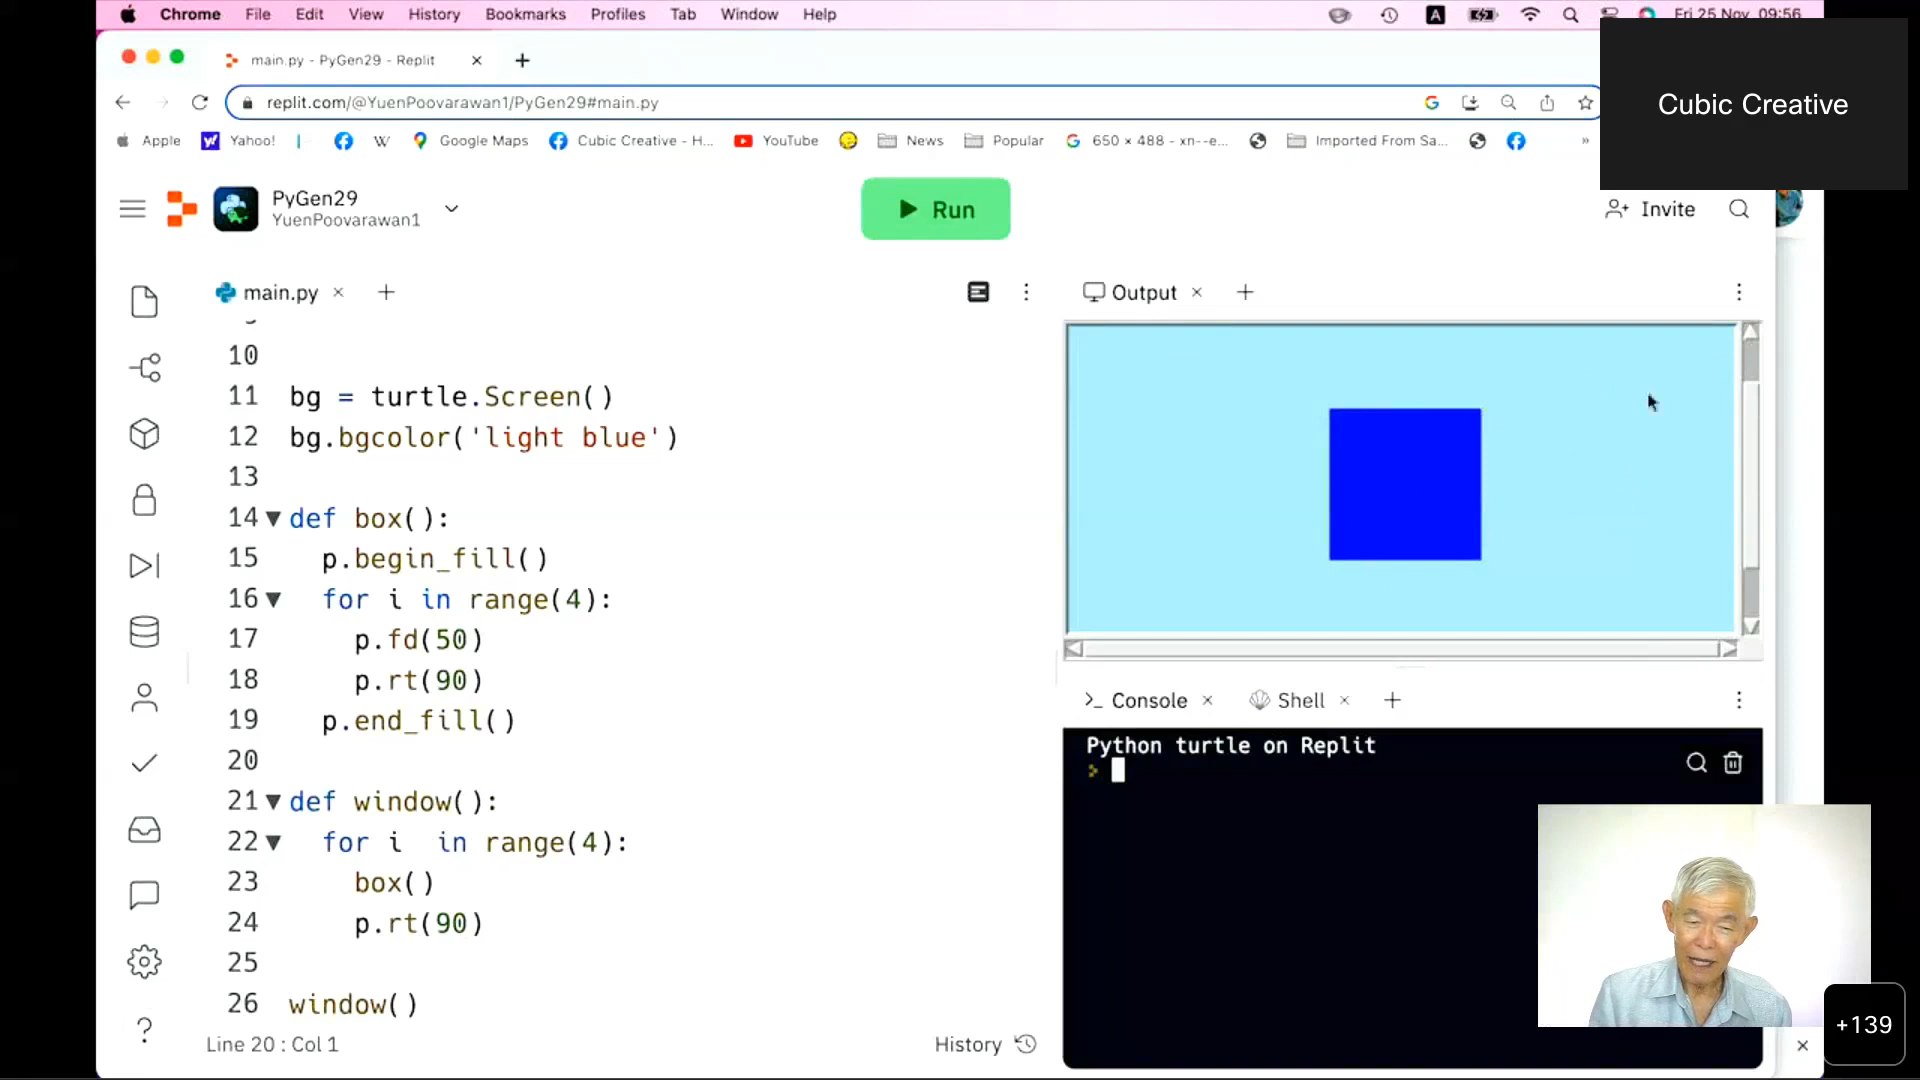 Chrome File Edit View History Bookmarks Profiles Tab Window Help
A
Fri 25 Nov 09:56
main.py - PyGen29 - Replit
replit.com/@YuenPoovarawan1/PyGen29#main.py
Cubic Creative
Apple Yahoo! Google Maps Cubic Creative - H... YouTube News Popular 650 × 488 - xn--e... Imported From Sa... »
PyGen29
YuenPoovarawan1
Run
Invite
main.py
Output
10
11 bg = turtle.Screen()
12 bg.bgcolor('light blue')
13
14 def box():
15 p.begin_fill()
16 for i in range(4):
17 p.fd(50)
18 p.rt(90)
19 p.end_fill()
20
21 def window():
22 for i  in range(4):
23 box()
24 p.rt(90)
25
26 window()
Line 20 : Col 1
History
>_ Console
Shell
Python turtle on Replit
+139